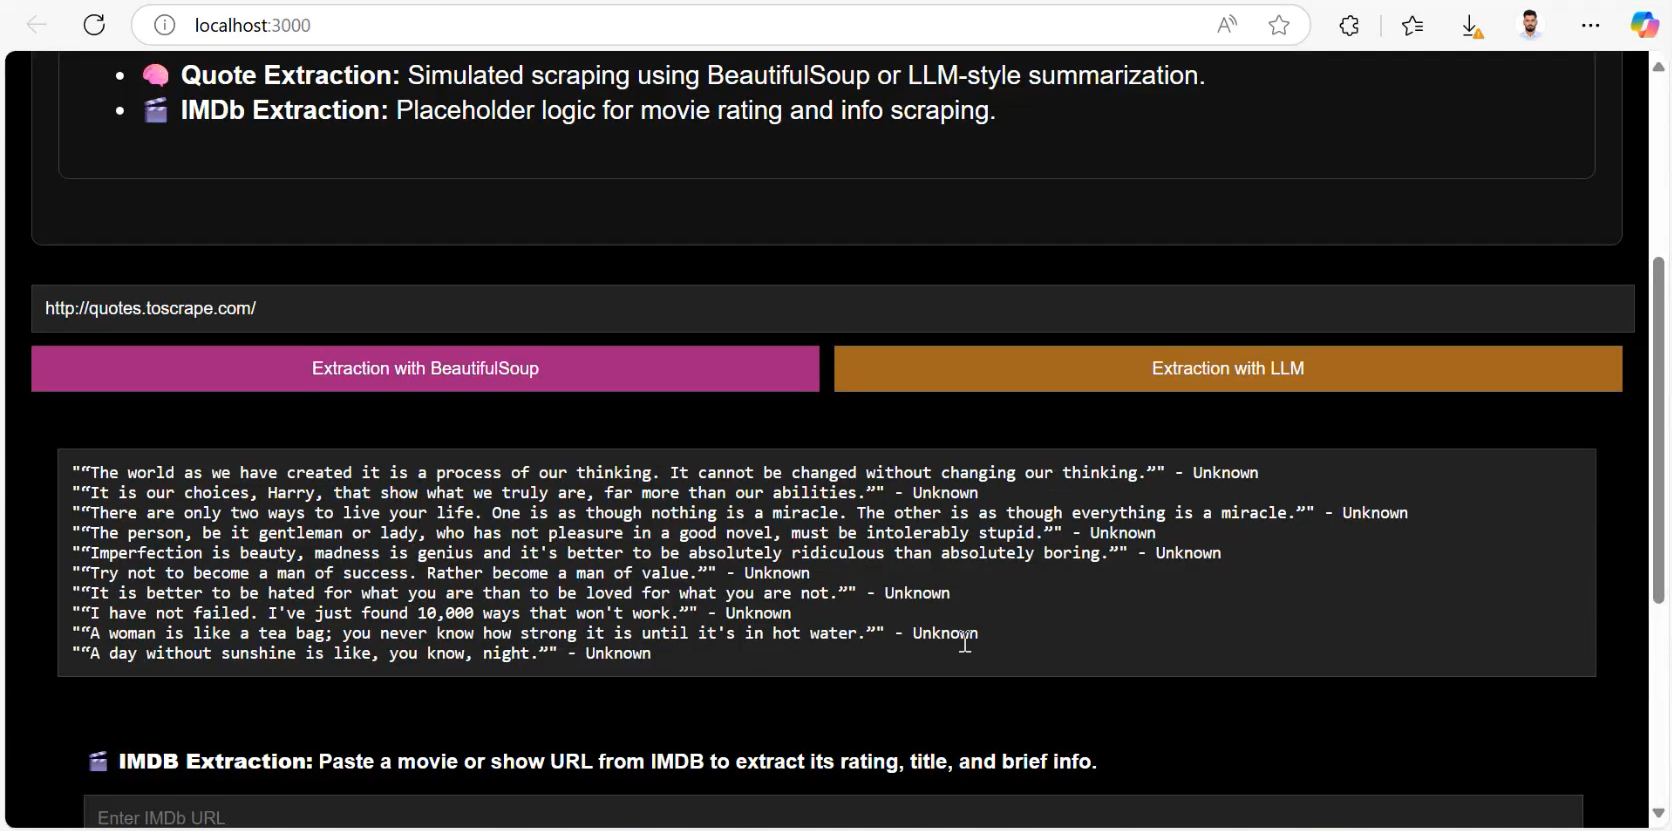 localhost:3000
• 🧠 Quote Extraction: Simulated scraping using BeautifulSoup or LLM-style summarization.
• 🎬 IMDb Extraction: Placeholder logic for movie rating and info scraping.
http://quotes.toscrape.com/
Extraction with BeautifulSoup
Extraction with LLM
"“The world as we have created it is a process of our thinking. It cannot be changed without changing our thinking.”" - Unknown
"“It is our choices, Harry, that show what we truly are, far more than our abilities.”" - Unknown
"“There are only two ways to live your life. One is as though nothing is a miracle. The other is as though everything is a miracle.”" - Unknown
"“The person, be it gentleman or lady, who has not pleasure in a good novel, must be intolerably stupid.”" - Unknown
"“Imperfection is beauty, madness is genius and it's better to be absolutely ridiculous than absolutely boring.”" - Unknown
"“Try not to become a man of success. Rather become a man of value.”" - Unknown
"“It is better to be hated for what you are than to be loved for what you are not.”" - Unknown
"“I have not failed. I've just found 10,000 ways that won't work.”" - Unknown
"“A woman is like a tea bag; you never know how strong it is until it's in hot water.”" - Unknown
"“A day without sunshine is like, you know, night.”" - Unknown
🎬 IMDB Extraction: Paste a movie or show URL from IMDB to extract its rating, title, and brief info.
Enter IMDb URL